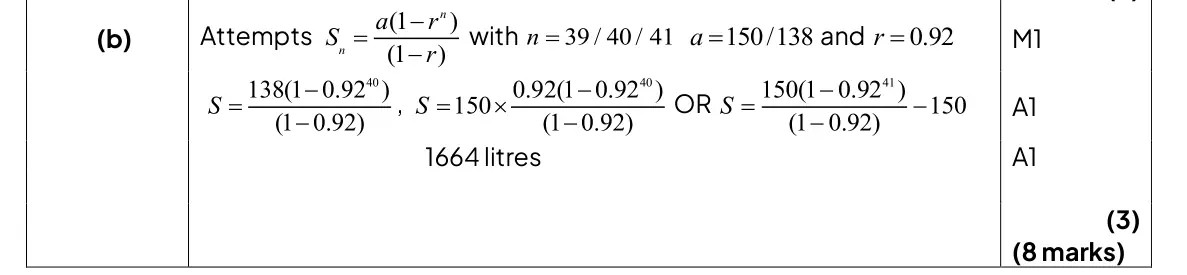 (b) Attempts S_n = a(1−r^n)/(1−r) with n = 39 / 40 / 41 a = 150/138 and r = 0.92 M1
S = 138(1−0.92^40)/(1−0.92) , S = 150 × 0.92(1−0.92^40)/(1−0.92) OR S = 150(1−0.92^41)/(1−0.92) −150 A1
1664 litres A1
(3)
(8 marks)